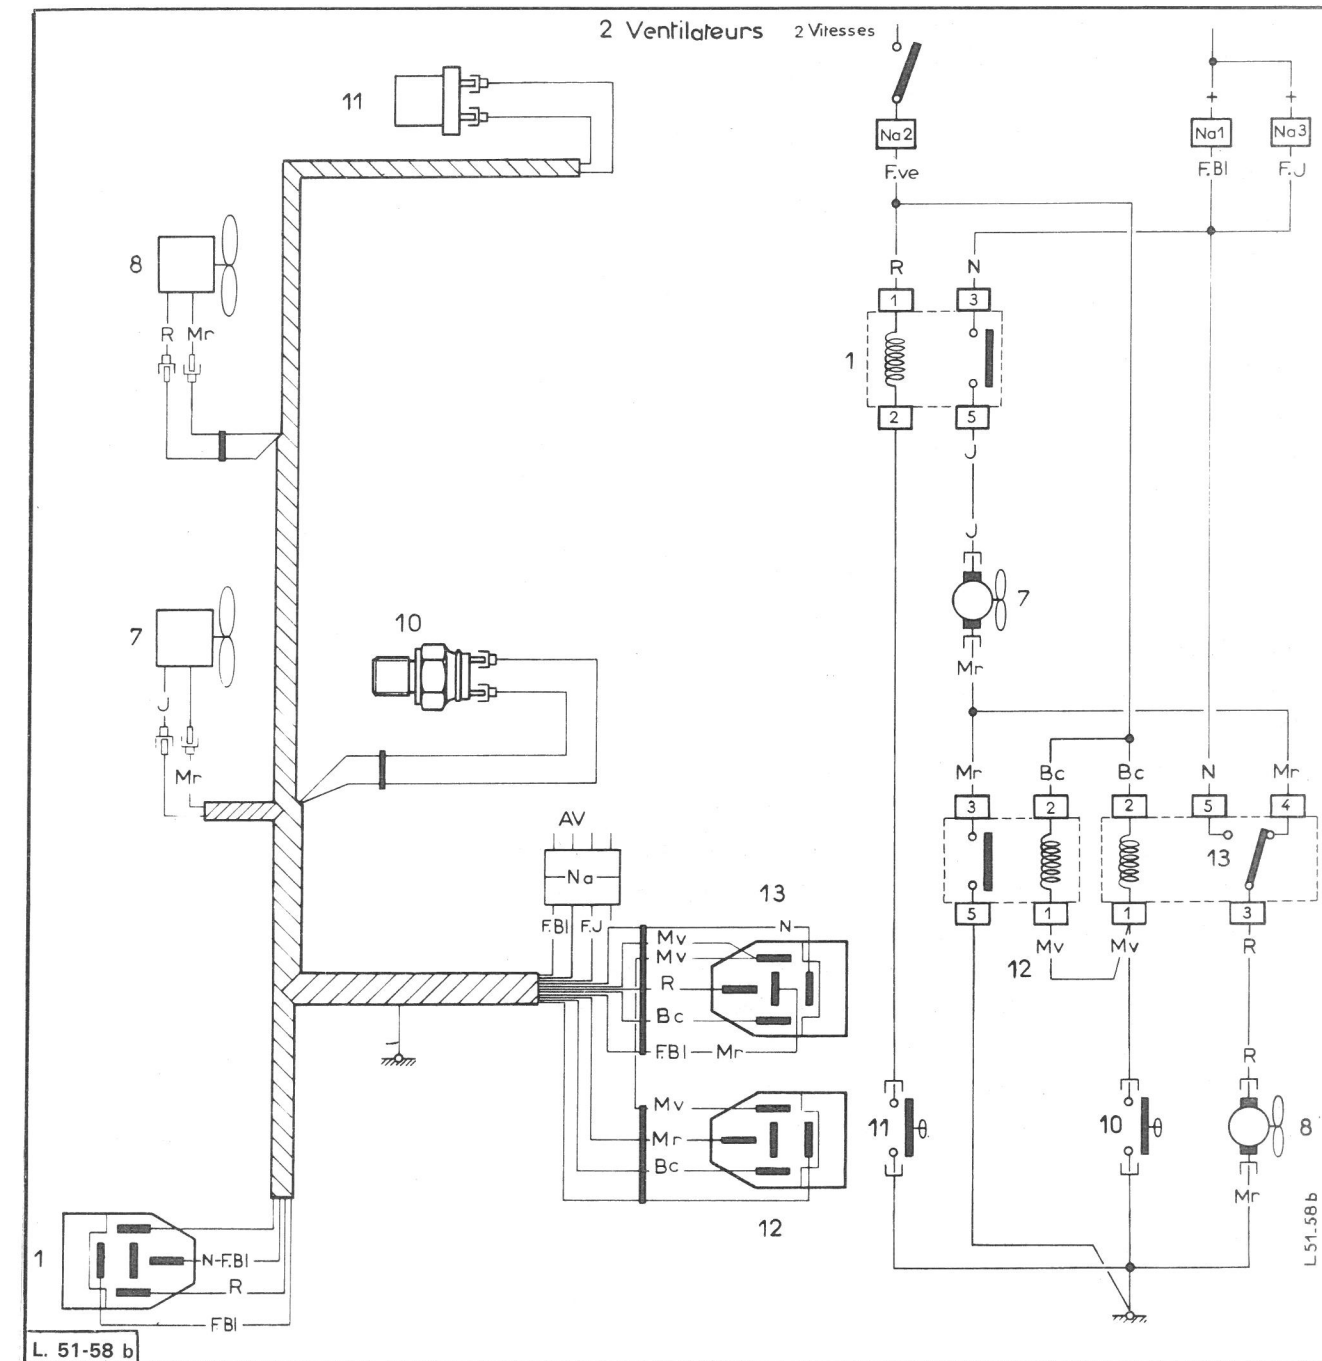 2 Ventilateurs 2 Vitesses
11
Na2 Na1 Na3
F.ve F.Bl F.J
8
R N
R Mr
1 3
1
2 5
J
J
7
7
10
J
Mr
Mr
Mr Bc Bc N Mr
3 2 2 5 4
AV
Na
13
13
F.Bl F.J N
5 1 1 3
Mv
Mv
Mv Mv R
12
R
Bc
F.Bl Mr
R
Mv
11 10 8
Mr
Bc
Mr
12
L.51-58 b
1
N-F.Bl
R
F.Bl
L. 51-58 b